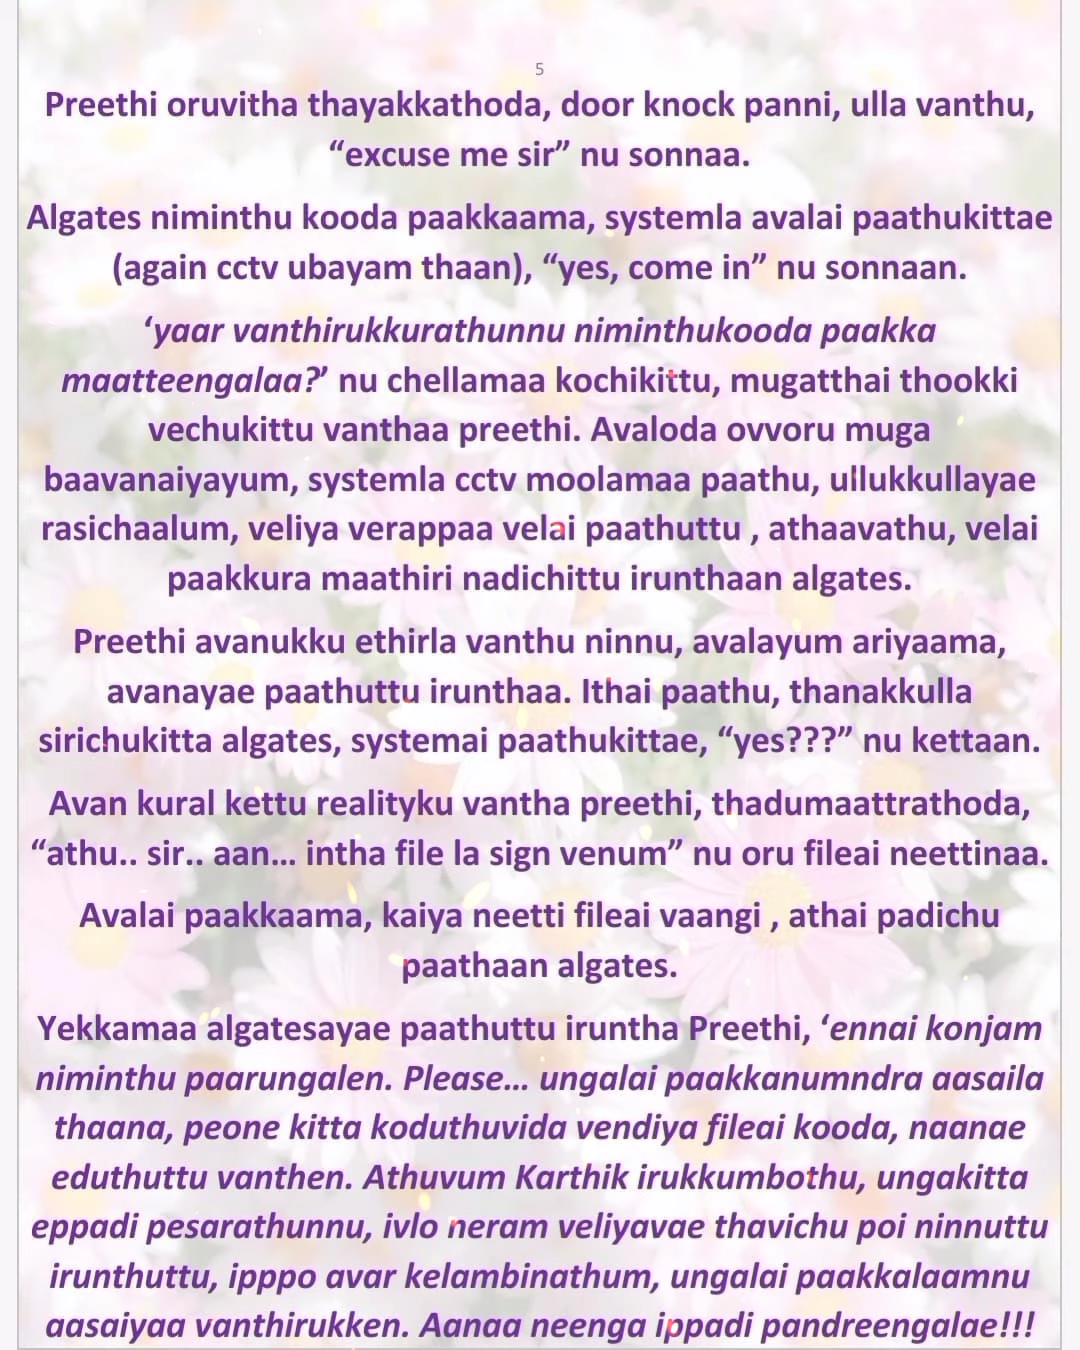 5
Preethi oruvitha thayakkathoda, door knock panni, ulla vanthu,
“excuse me sir” nu sonnaa.
Algates niminthu kooda paakkaama, systemla avalai paathukittae
(again cctv ubayam thaan), “yes, come in” nu sonnaan.
‘yaar vanthirukkurathunnu niminthukooda paakka
maatteengalaa?’ nu chellamaa kochikittu, mugatthai thookki
vechukittu vanthaa preethi. Avaloda ovvoru muga
baavanaiyayum, systemla cctv moolamaa paathu, ullukkullayae
rasichaalum, veliya verappaa velai paathuttu , athaavathu, velai
paakkura maathiri nadichittu irunthaan algates.
Preethi avanukku ethirla vanthu ninnu, avalayum ariyaama,
avanayae paathuttu irunthaa. Ithai paathu, thanakkulla
sirichukitta algates, systemai paathukittae, “yes???” nu kettaan.
Avan kural kettu realityku vantha preethi, thadumaattrathoda,
“athu.. sir.. aan... intha file la sign venum” nu oru fileai neettinaa.
Avalai paakkaama, kaiya neetti fileai vaangi , athai padichu
paathaan algates.
Yekkamaa algatesayae paathuttu iruntha Preethi, ‘ennai konjam
niminthu paarungalen. Please... ungalai paakkanumndra aasaila
thaana, peone kitta koduthuvida vendiya fileai kooda, naanae
eduthuttu vanthen. Athuvum Karthik irukkumbothu, ungakitta
eppadi pesarathunnu, ivlo neram veliyavae thavichu poi ninnuttu
irunthuttu, ipppo avar kelambinathum, ungalai paakkalaamnu
aasaiyaa vanthirukken. Aanaa neenga ippadi pandreengalae!!!